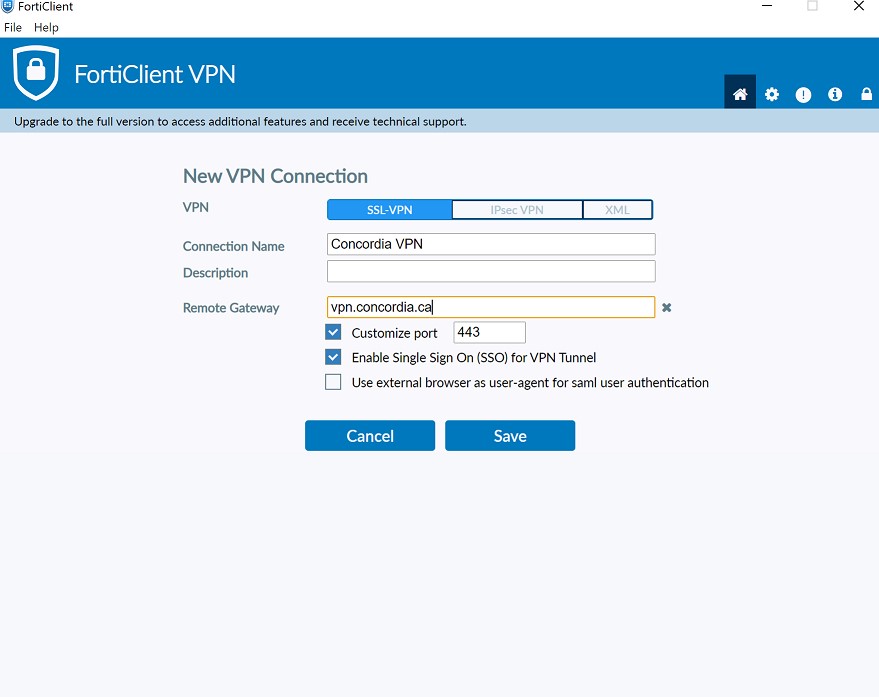 FortiClient
File Help
FortiClient VPN
Upgrade to the full version to access additional features and receive technical support.
New VPN Connection
VPN SSL-VPN IPsec VPN XML
Connection Name Concordia VPN
Description
Remote Gateway vpn.concordia.ca
Customize port 443
Enable Single Sign On (SSO) for VPN Tunnel
Use external browser as user-agent for saml user authentication
Cancel Save